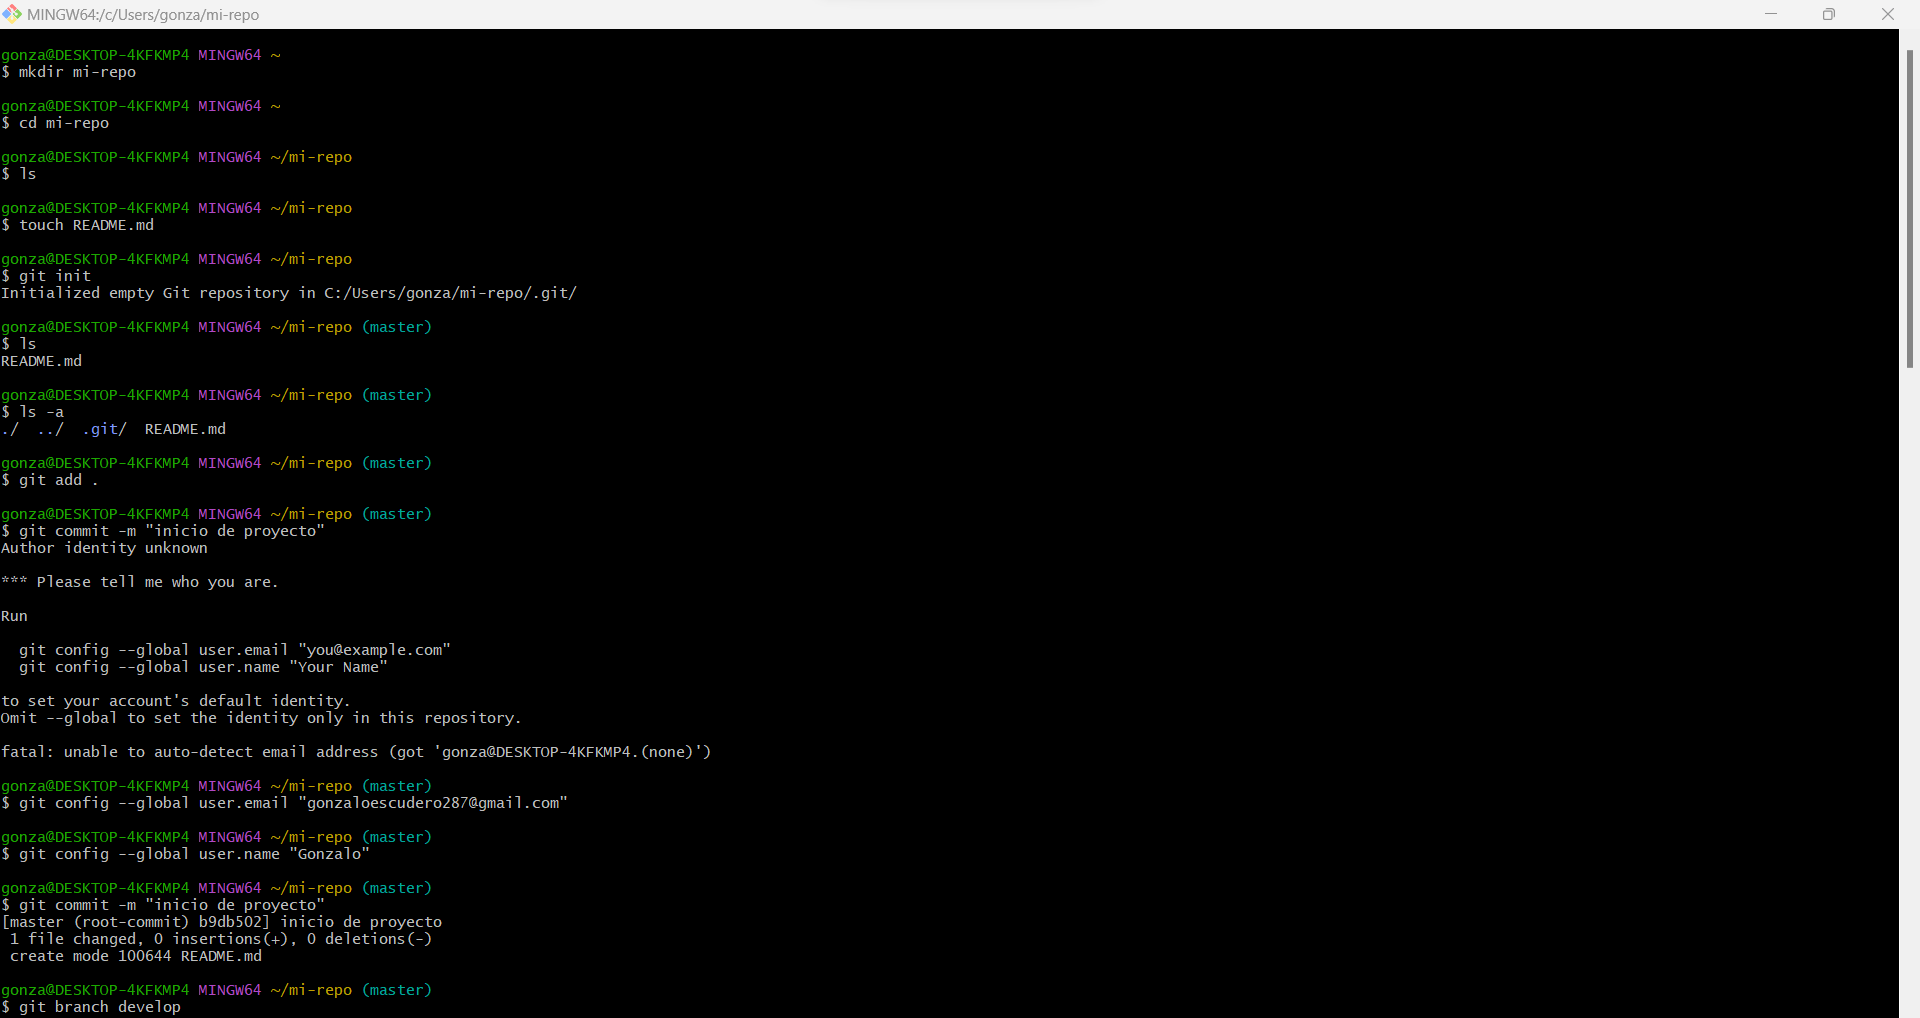 MINGW64:/c/Users/gonza/mi-repo
gonza@DESKTOP-4KFKMP4 MINGW64 ~
$ mkdir mi-repo
gonza@DESKTOP-4KFKMP4 MINGW64 ~
$ cd mi-repo
gonza@DESKTOP-4KFKMP4 MINGW64 ~/mi-repo
$ ls
gonza@DESKTOP-4KFKMP4 MINGW64 ~/mi-repo
$ touch README.md
gonza@DESKTOP-4KFKMP4 MINGW64 ~/mi-repo
$ git init
Initialized empty Git repository in C:/Users/gonza/mi-repo/.git/
gonza@DESKTOP-4KFKMP4 MINGW64 ~/mi-repo (master)
$ ls
README.md
gonza@DESKTOP-4KFKMP4 MINGW64 ~/mi-repo (master)
$ ls -a
./  ../  .git/  README.md
gonza@DESKTOP-4KFKMP4 MINGW64 ~/mi-repo (master)
$ git add .
gonza@DESKTOP-4KFKMP4 MINGW64 ~/mi-repo (master)
$ git commit -m "inicio de proyecto"
Author identity unknown
*** Please tell me who you are.
Run
  git config --global user.email "you@example.com"
  git config --global user.name "Your Name"
to set your account's default identity.
Omit --global to set the identity only in this repository.
fatal: unable to auto-detect email address (got 'gonza@DESKTOP-4KFKMP4.(none)')
gonza@DESKTOP-4KFKMP4 MINGW64 ~/mi-repo (master)
$ git config --global user.email "gonzaloescudero287@gmail.com"
gonza@DESKTOP-4KFKMP4 MINGW64 ~/mi-repo (master)
$ git config --global user.name "Gonzalo"
gonza@DESKTOP-4KFKMP4 MINGW64 ~/mi-repo (master)
$ git commit -m "inicio de proyecto"
[master (root-commit) b9db502] inicio de proyecto
 1 file changed, 0 insertions(+), 0 deletions(-)
 create mode 100644 README.md
gonza@DESKTOP-4KFKMP4 MINGW64 ~/mi-repo (master)
$ git branch develop